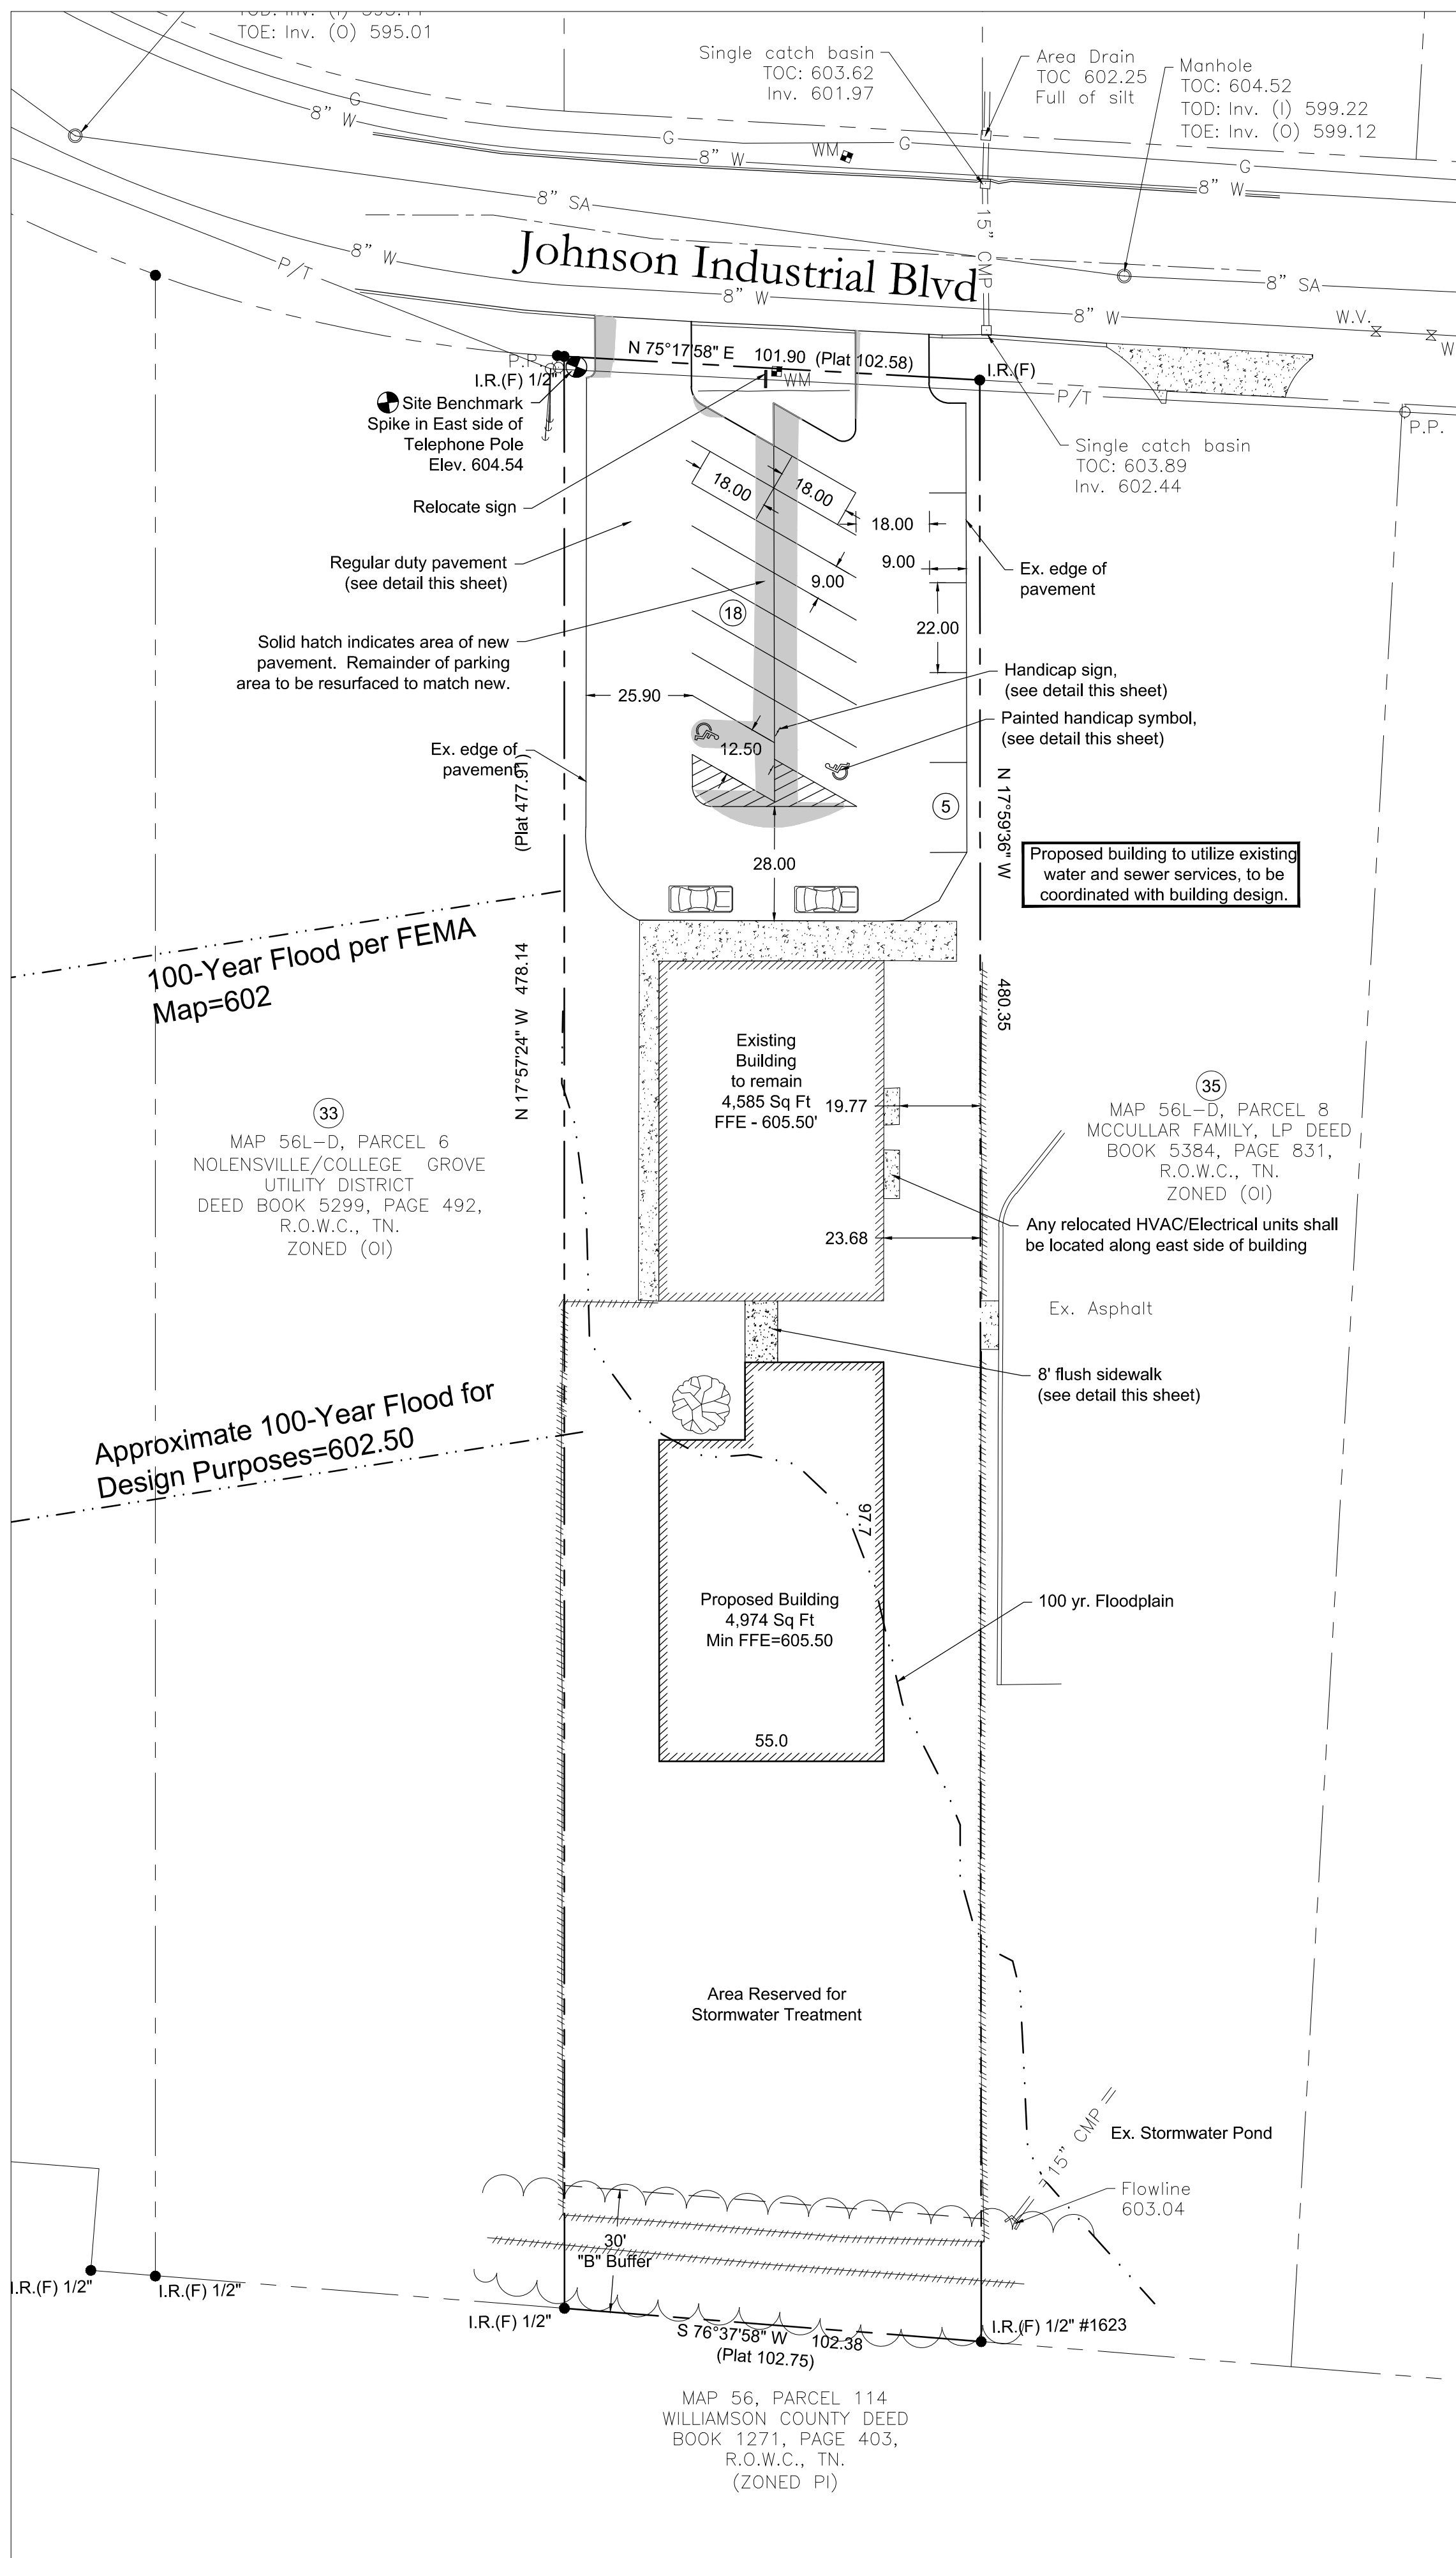 TOE: Inv. (O) 595.01
Single catch basin
TOC: 603.62
Inv. 601.97
Area Drain
TOC 602.25
Full of silt
Manhole
TOC: 604.52
TOD: Inv. (I) 599.22
TOE: Inv. (O) 599.12
G
8" W
G
8" W
WM
G
G
8" W
8" SA
15" CMP
8" W
P/T
Johnson Industrial Blvd
8" W
8" SA
8" W
W.V.
W
P.P.
N 75°17'58" E 101.90 (Plat 102.58)
I.R.(F) 1/2"
WM
I.R.(F)
P/T
P.P.
Site Benchmark
Spike in East side of
Telephone Pole
Elev. 604.54
Single catch basin
TOC: 603.89
Inv. 602.44
Relocate sign
18.00
18.00
18.00
Regular duty pavement
(see detail this sheet)
9.00
9.00
Ex. edge of
pavement
18
22.00
Solid hatch indicates area of new
pavement. Remainder of parking
area to be resurfaced to match new.
Handicap sign,
(see detail this sheet)
25.90
Painted handicap symbol,
(see detail this sheet)
12.50
Ex. edge of
pavement
(Plat 477.91)
5
N 17°59'36" W
28.00
Proposed building to utilize existing
water and sewer services, to be
coordinated with building design.
100-Year Flood per FEMA
Map=602
N 17°57'24" W 478.14
480.35
Existing
Building
to remain
4,585 Sq Ft
FFE - 605.50'
19.77
33
MAP 56L-D, PARCEL 6
NOLENSVILLE/COLLEGE GROVE
UTILITY DISTRICT
DEED BOOK 5299, PAGE 492,
R.O.W.C., TN.
ZONED (OI)
35
MAP 56L-D, PARCEL 8
MCCULLAR FAMILY, LP DEED
BOOK 5384, PAGE 831,
R.O.W.C., TN.
ZONED (OI)
23.68
Any relocated HVAC/Electrical units shall
be located along east side of building
Ex. Asphalt
8' flush sidewalk
(see detail this sheet)
Approximate 100-Year Flood for
Design Purposes=602.50
97.7
Proposed Building
4,974 Sq Ft
Min FFE=605.50
100 yr. Floodplain
55.0
Area Reserved for
Stormwater Treatment
15" CMP
Ex. Stormwater Pond
Flowline
603.04
30'
"B" Buffer
I.R.(F) 1/2"
I.R.(F) 1/2"
I.R.(F) 1/2"
S 76°37'58" W 102.38
(Plat 102.75)
I.R.(F) 1/2" #1623
MAP 56, PARCEL 114
WILLIAMSON COUNTY DEED
BOOK 1271, PAGE 403,
R.O.W.C., TN.
(ZONED PI)